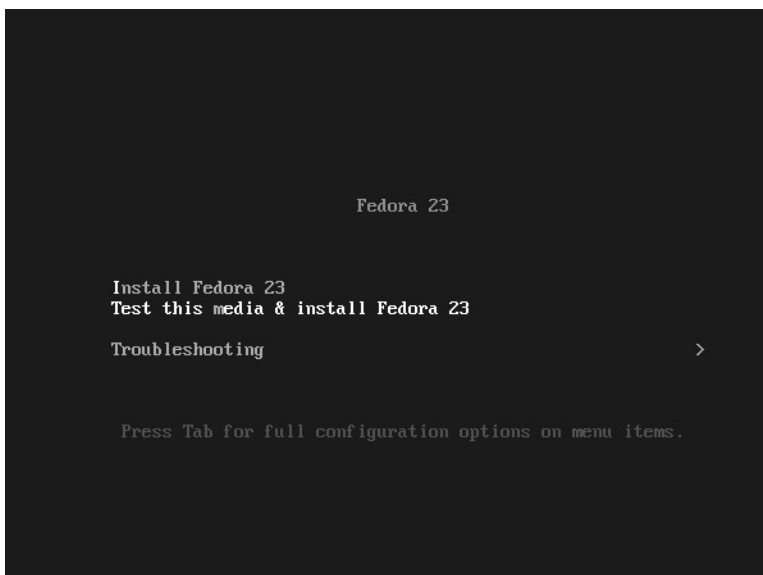 Fedora 23
Install Fedora 23
Test this media & install Fedora 23
Troubleshooting >
Press Tab for full configuration options on menu items.